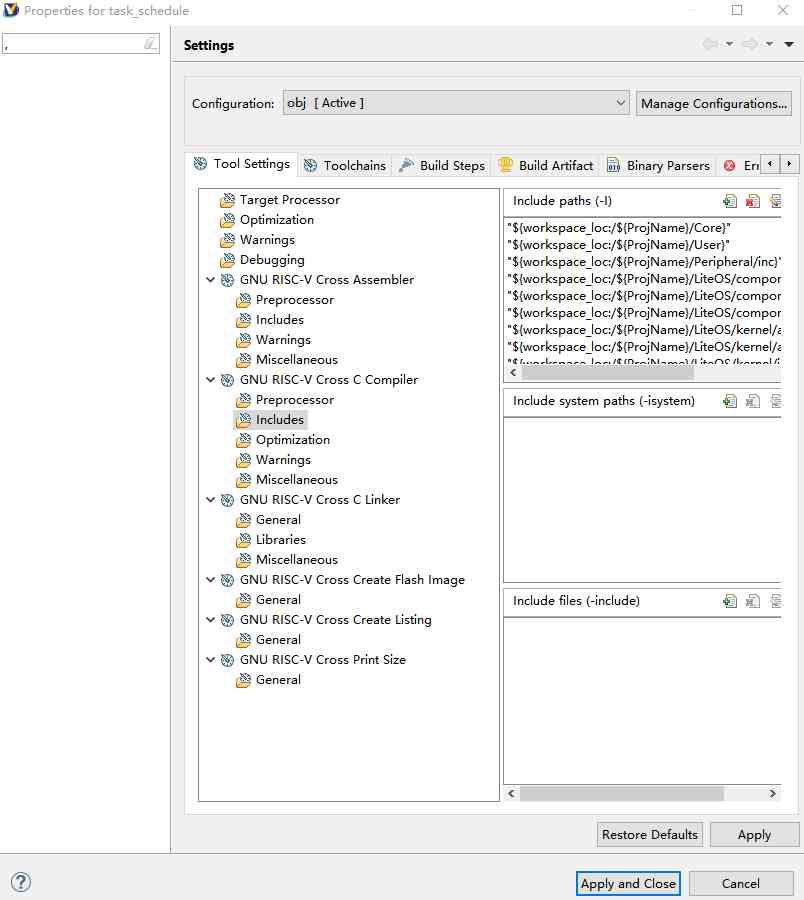 Properties for task_schedule
,
Settings
Configuration: obj [ Active ] Manage Configurations...
Tool Settings Toolchains Build Steps Build Artifact Binary Parsers Err
Target Processor
Optimization
Warnings
Debugging
GNU RISC-V Cross Assembler
Preprocessor
Includes
Warnings
Miscellaneous
GNU RISC-V Cross C Compiler
Preprocessor
Includes
Optimization
Warnings
Miscellaneous
GNU RISC-V Cross C Linker
General
Libraries
Miscellaneous
GNU RISC-V Cross Create Flash Image
General
GNU RISC-V Cross Create Listing
General
GNU RISC-V Cross Print Size
General
Include paths (-I)
"${workspace_loc:/${ProjName}/Core}"
"${workspace_loc:/${ProjName}/User}"
"${workspace_loc:/${ProjName}/Peripheral/inc}"
"${workspace_loc:/${ProjName}/LiteOS/compor
"${workspace_loc:/${ProjName}/LiteOS/compor
"${workspace_loc:/${ProjName}/LiteOS/compor
"${workspace_loc:/${ProjName}/LiteOS/kernel/a
"${workspace_loc:/${ProjName}/LiteOS/kernel/a
"${workspace_loc:/${ProjName}/LiteOS/kernel/i
Include system paths (-isystem)
Include files (-include)
Restore Defaults Apply
? Apply and Close Cancel